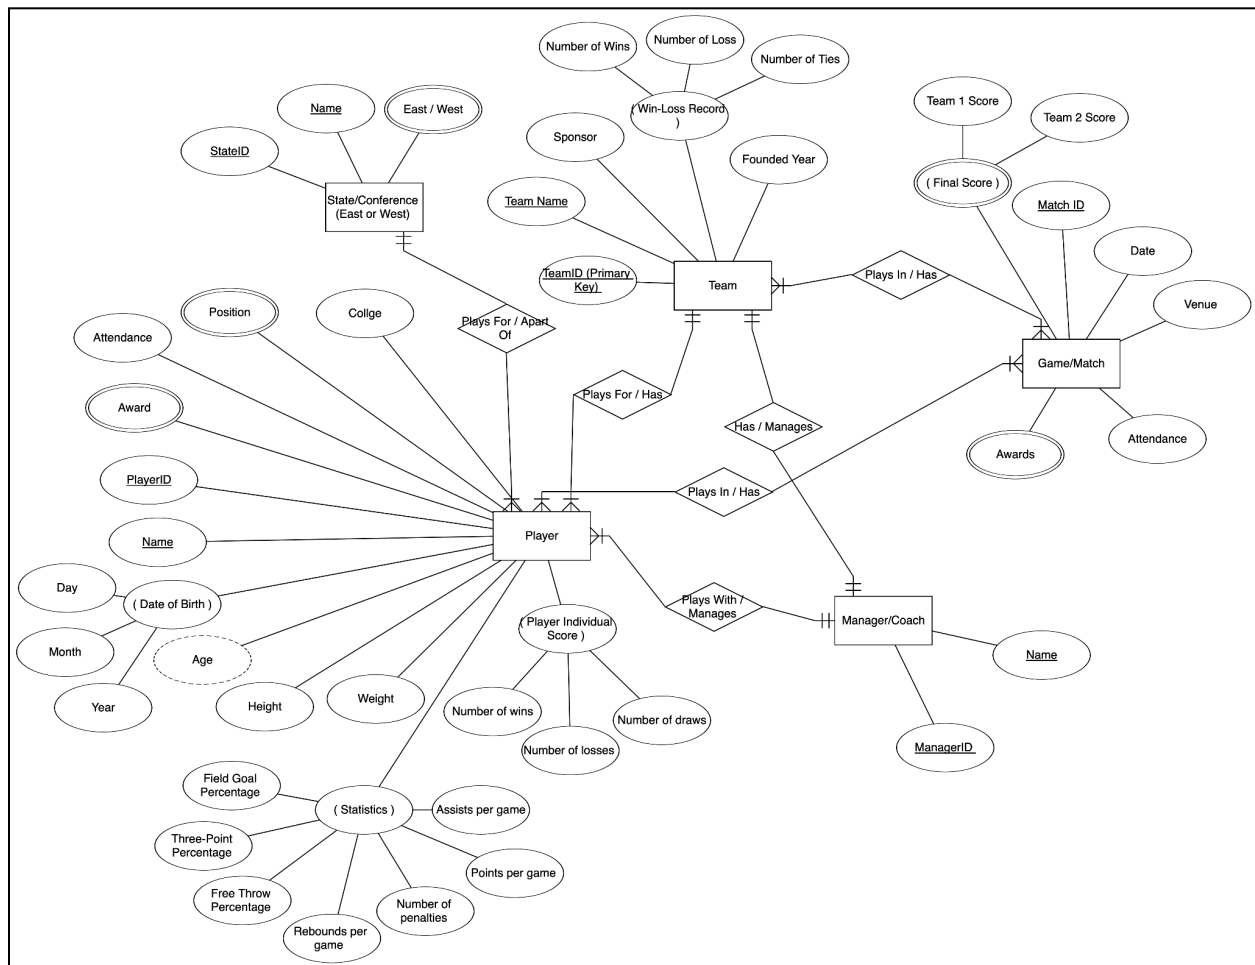 Number of Wins
Number of Loss
Number of Ties
( Win-Loss Record
)
Sponsor
Founded Year
Team Name
TeamID (Primary
Key)
Team
Name
East / West
StateID
State/Conference
(East or West)
Team 1 Score
Team 2 Score
( Final Score )
Match ID
Date
Venue
Plays In / Has
Game/Match
Attendance
Awards
Position
Collge
Plays For / Apart
Of
Attendance
Award
Plays For / Has
Has / Manages
PlayerID
Plays In / Has
Name
Player
Day
( Date of Birth )
Month
Year
Age
Height
Weight
( Player Individual
Score )
Number of wins
Number of losses
Number of draws
Plays With /
Manages
Manager/Coach
Name
ManagerID
Field Goal
Percentage
( Statistics )
Assists per game
Three-Point
Percentage
Points per game
Free Throw
Percentage
Number of
penalties
Rebounds per
game